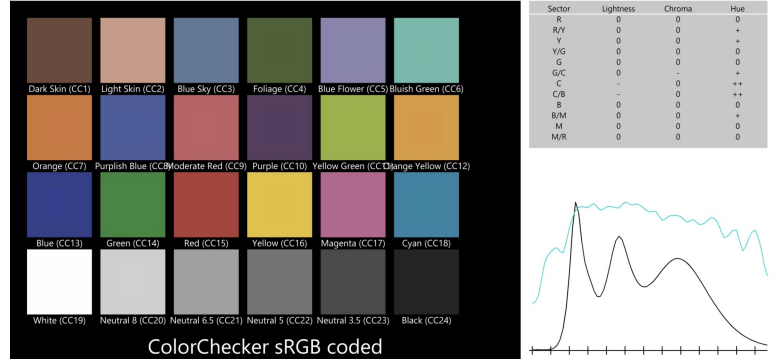 Dark Skin (CC1) Light Skin (CC2) Blue Sky (CC3) Foliage (CC4) Blue Flower (CC5) Bluish Green (CC6)
Orange (CC7) Purplish Blue (CC8) Moderate Red (CC9) Purple (CC10) Yellow Green (CC11) Orange Yellow (CC12)
Blue (CC13) Green (CC14) Red (CC15) Yellow (CC16) Magenta (CC17) Cyan (CC18)
White (CC19) Neutral 8 (CC20) Neutral 6.5 (CC21) Neutral 5 (CC22) Neutral 3.5 (CC23) Black (CC24)
ColorChecker sRGB coded
Sector Lightness Chroma Hue
R 0 0 0
R/Y 0 0 +
Y 0 0 +
Y/G 0 0 0
G 0 0 0
G/C 0 - +
C - 0 ++
C/B - 0 ++
B 0 0 0
B/M 0 0 +
M 0 0 0
M/R 0 0 0